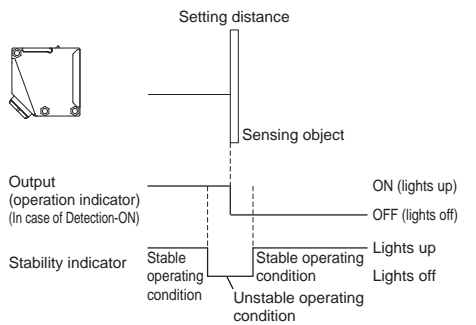 Setting distance
Sensing object
Output
(operation indicator)
(In case of Detection-ON)
ON (lights up)
OFF (lights off)
Stability indicator
Stable
operating
condition
Stable operating
condition
Lights up
Lights off
Unstable operating
condition